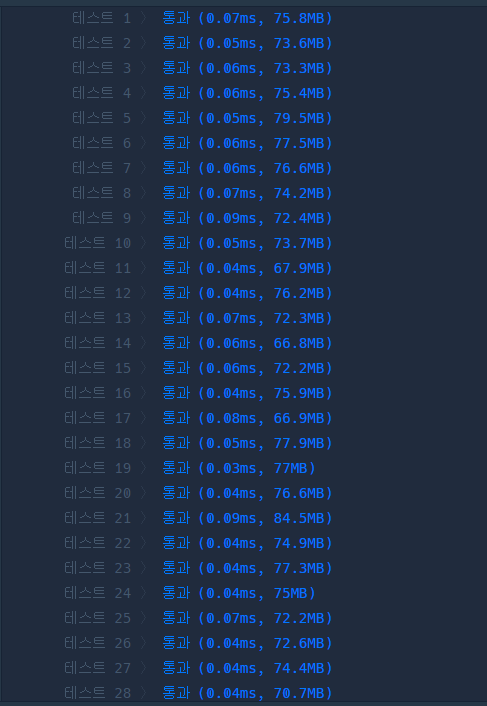 테스트 1 〉 통과 (0.07ms, 75.8MB)
테스트 2 〉 통과 (0.05ms, 73.6MB)
테스트 3 〉 통과 (0.06ms, 73.3MB)
테스트 4 〉 통과 (0.06ms, 75.4MB)
테스트 5 〉 통과 (0.05ms, 79.5MB)
테스트 6 〉 통과 (0.06ms, 77.5MB)
테스트 7 〉 통과 (0.06ms, 76.6MB)
테스트 8 〉 통과 (0.07ms, 74.2MB)
테스트 9 〉 통과 (0.09ms, 72.4MB)
테스트 10 〉 통과 (0.05ms, 73.7MB)
테스트 11 〉 통과 (0.04ms, 67.9MB)
테스트 12 〉 통과 (0.04ms, 76.2MB)
테스트 13 〉 통과 (0.07ms, 72.3MB)
테스트 14 〉 통과 (0.06ms, 66.8MB)
테스트 15 〉 통과 (0.06ms, 72.2MB)
테스트 16 〉 통과 (0.04ms, 75.9MB)
테스트 17 〉 통과 (0.08ms, 66.9MB)
테스트 18 〉 통과 (0.05ms, 77.9MB)
테스트 19 〉 통과 (0.03ms, 77MB)
테스트 20 〉 통과 (0.04ms, 76.6MB)
테스트 21 〉 통과 (0.09ms, 84.5MB)
테스트 22 〉 통과 (0.04ms, 74.9MB)
테스트 23 〉 통과 (0.04ms, 77.3MB)
테스트 24 〉 통과 (0.04ms, 75MB)
테스트 25 〉 통과 (0.07ms, 72.2MB)
테스트 26 〉 통과 (0.04ms, 72.6MB)
테스트 27 〉 통과 (0.04ms, 74.4MB)
테스트 28 〉 통과 (0.04ms, 70.7MB)